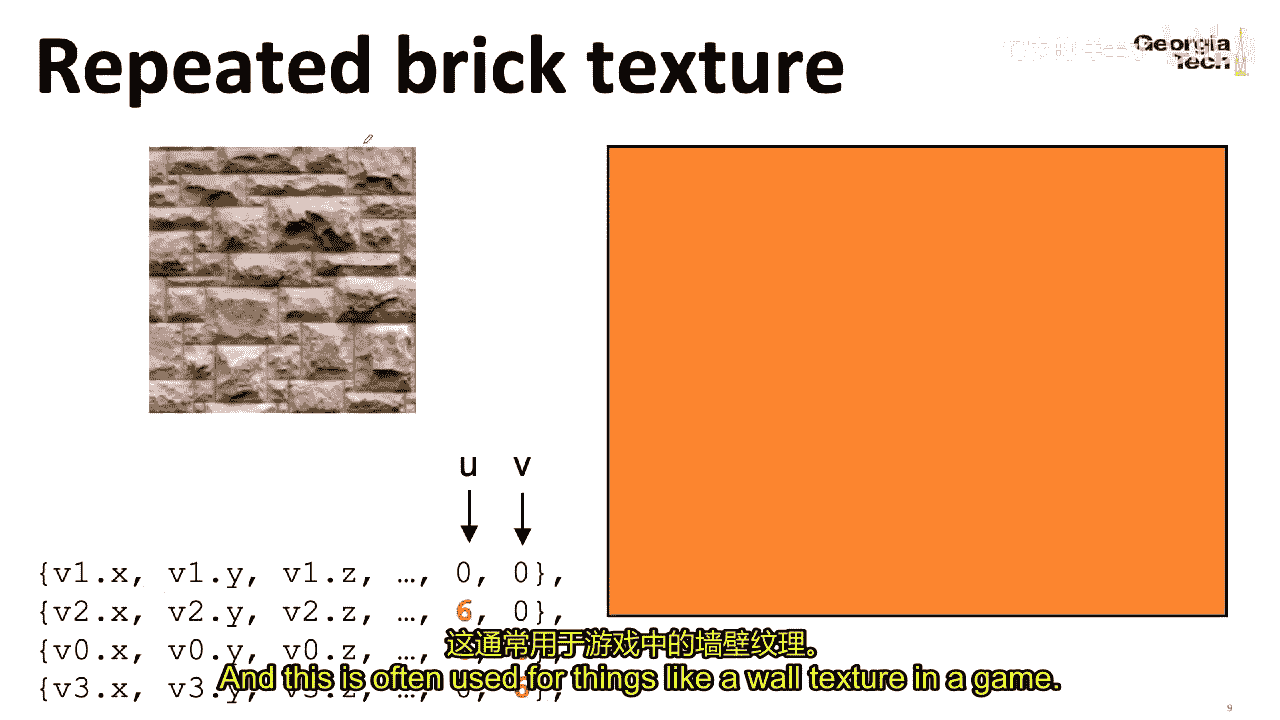 Repeated brick texture
Georgia
Tech
u v
{v1.x, v1.y, v1.z, …, 0, 0},
{v2.x, v2.y, v2.z, …, 6, 0},
{v0.x, v0.y, v0.z, …,
{v3.x, v3.y, v3.z, …,
这通常用于游戏中的墙壁纹理。
And this is often used for things like a wall texture in a game.
9